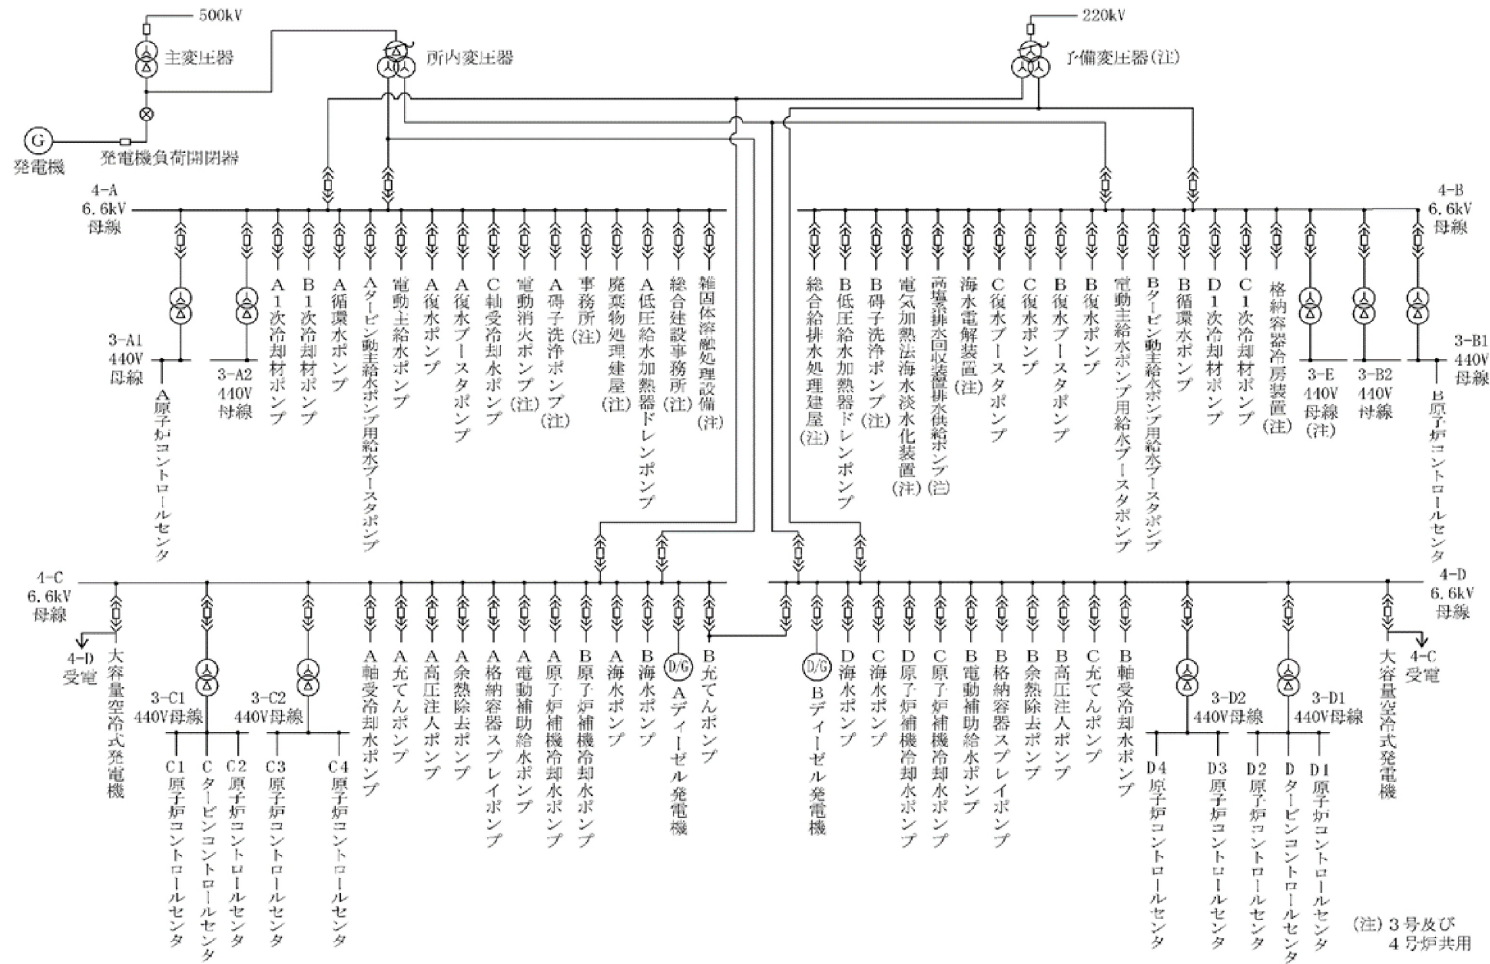 500kV
主変圧器
所内変圧器
220kV
予備変圧器(注)
G
発電機
発電機負荷開閉器
4-A
6.6kV
母線
4-B
6.6kV
母線
3-A1
440V
母線
A原子炉コントロールセンタ
3-A2
440V
母線
A1次冷却材ポンプ
B1次冷却材ポンプ
A循環水ポンプ
Aタービン動主給水ポンプ用給水ブースタポンプ
電動主給水ポンプ
A復水ポンプ
A復水ブースタポンプ
C軸受冷却水ポンプ
電動消火ポンプ(注)
A碍子洗浄ポンプ(注)
事務所(注)
廃棄物処理建屋(注)
A低圧給水加熱器ドレンポンプ
総合建設事務所(注)
雑固体溶融処理設備(注)
総合給排水処理建屋(注)
B低圧給水加熱器ドレンポンプ
B碍子洗浄ポンプ(注)
電気加熱法海水淡水化装置(注)
高塩系排水回収装置排水供給ポンプ(注)
海水電解装置(注)
C復水ブースタポンプ
C復水ポンプ
B復水ブースタポンプ
B復水ポンプ
電動主給水ポンプ用給水ブースタポンプ
Bタービン動主給水ポンプ用給水ブースタポンプ
B循環水ポンプ
D1次冷却材ポンプ
C1次冷却材ポンプ
格納容器冷房装置(注)
3-E
440V
母線(注)
3-B2
440V
母線
3-B1
440V
母線
B原子炉コントロールセンタ
4-C
6.6kV
母線
4-D
6.6kV
母線
4-D
受電
大容量空冷式発電機
3-C1
440V母線
C1原子炉コントロールセンタ
Cタービンコントロールセンタ
C2原子炉コントロールセンタ
3-C2
440V母線
C3原子炉コントロールセンタ
C4原子炉コントロールセンタ
A軸受冷却水ポンプ
A充てんポンプ
A高圧注入ポンプ
A余熱除去ポンプ
A格納容器スプレイポンプ
A電動補助給水ポンプ
A原子炉補機冷却水ポンプ
B原子炉補機冷却水ポンプ
A海水ポンプ
B海水ポンプ
D/G
Aディーゼル発電機
B充てんポンプ
D/G
Bディーゼル発電機
D海水ポンプ
C海水ポンプ
D原子炉補機冷却水ポンプ
C原子炉補機冷却水ポンプ
B電動補助給水ポンプ
B格納容器スプレイポンプ
B余熱除去ポンプ
B高圧注入ポンプ
C充てんポンプ
B軸受冷却水ポンプ
3-D2
440V母線
D4原子炉コントロールセンタ
D3原子炉コントロールセンタ
3-D1
440V母線
D2原子炉コントロールセンタ
Dタービンコントロールセンタ
D1原子炉コントロールセンタ
大容量空冷式発電機
4-C
受電
(注) 3号及び
4号炉共用